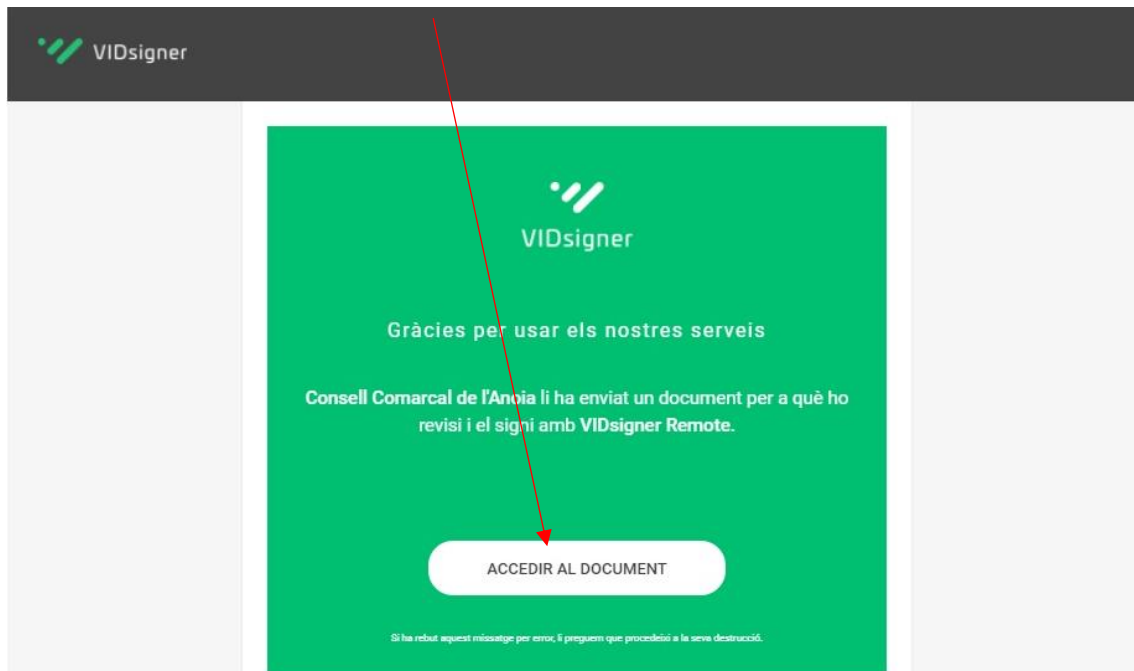 VIDsigner
VIDsigner
Gràcies per usar els nostres serveis
Consell Comarcal de l'Anoia li ha enviat un document per a què ho
revisi i el signi amb VIDsigner Remote.
ACCEDIR AL DOCUMENT
Si ha rebut aquest missatge per error, li preguem que procedeixi a la seva destrucció.